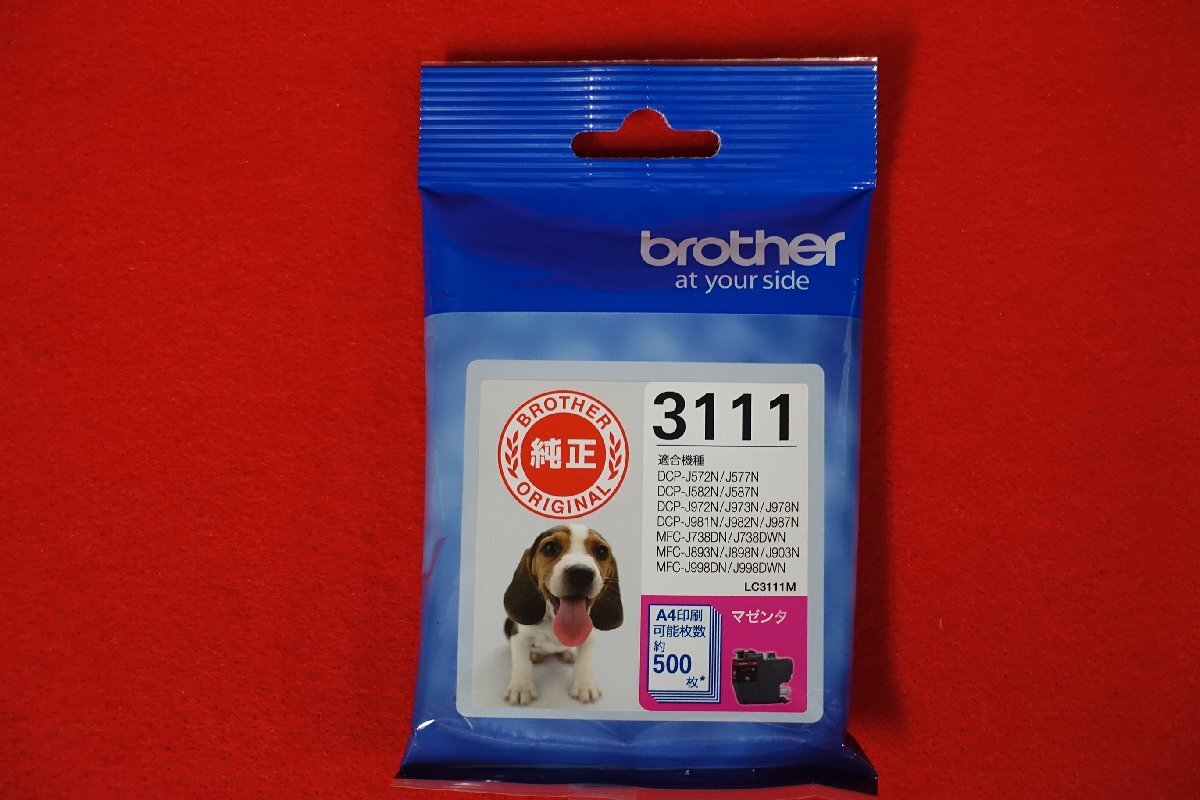 brother
at your side
BROTHER
純正
ORIGINAL
3111
適合機種
DCP-J572N/J577N
DCP-J582N/J587N
DCP-J972N/J973N/J978N
DCP-J981N/J982N/J987N
MFC-J738DN/J738DWN
MFC-J893N/J898N/J903N
MFC-J998DN/J998DWN
LC3111M
A4印刷
可能枚数
約
500
枚*
マゼンタ